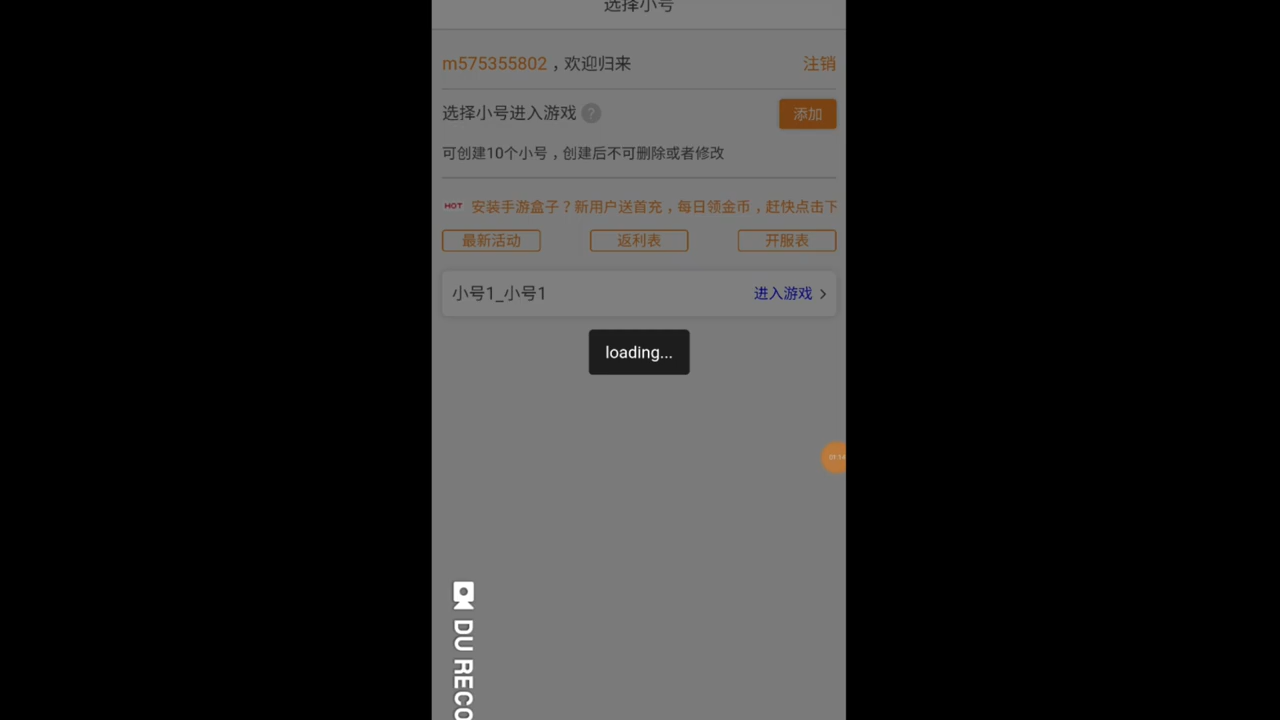 选择小号
m575355802，欢迎归来
注销
选择小号进入游戏 ?
添加
可创建10个小号，创建后不可删除或者修改
HOT 安装手游盒子？新用户送首充，每日领金币，赶快点击下
最新活动
返利表
开服表
小号1_小号1
进入游戏 >
loading...
DU RECO